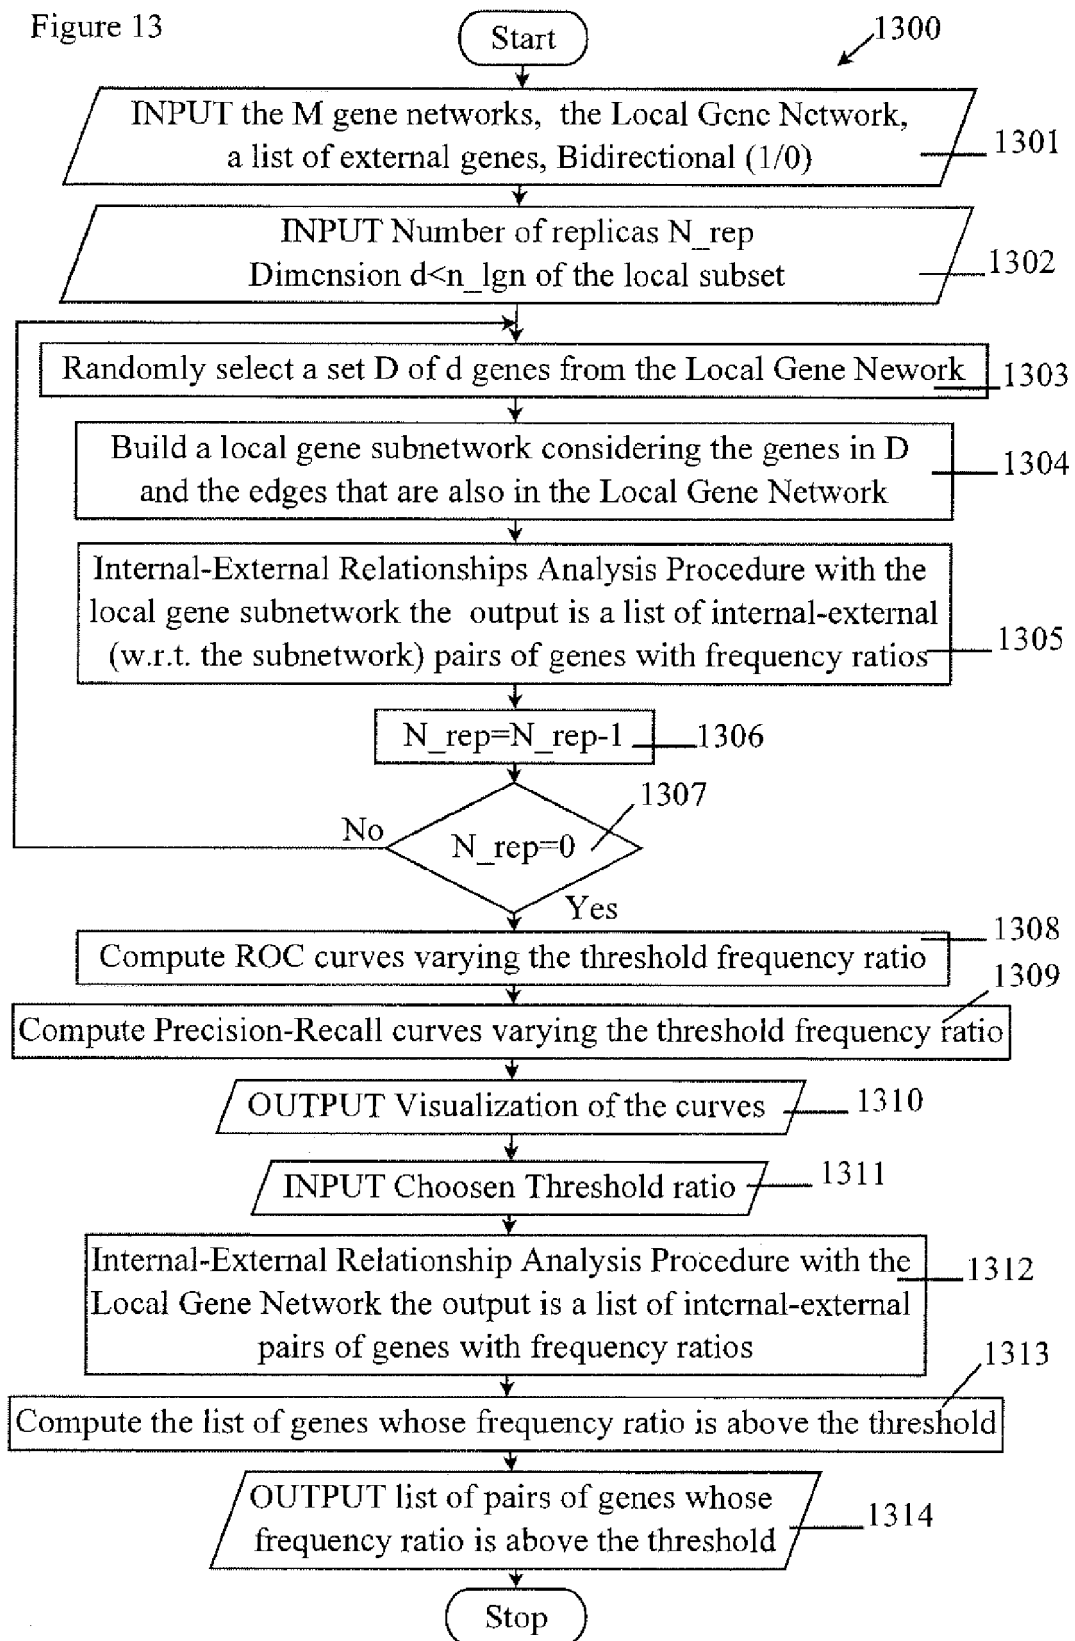 Figure 13
Start
1300
INPUT the M gene networks, the Local Gene Network,
a list of external genes, Bidirectional (1/0)
1301
INPUT Number of replicas N_rep
Dimension d<n_lgn of the local subset
1302
Randomly select a set D of d genes from the Local Gene Nework
1303
Build a local gene subnetwork considering the genes in D
and the edges that are also in the Local Gene Network
1304
Internal-External Relationships Analysis Procedure with the
local gene subnetwork the output is a list of internal-external
(w.r.t. the subnetwork) pairs of genes with frequency ratios
1305
N_rep=N_rep-1
1306
1307
No
N_rep=0
Yes
1308
Compute ROC curves varying the threshold frequency ratio
1309
Compute Precision-Recall curves varying the threshold frequency ratio
OUTPUT Visualization of the curves
1310
INPUT Choosen Threshold ratio
1311
Internal-External Relationship Analysis Procedure with the
Local Gene Network the output is a list of internal-external
pairs of genes with frequency ratios
1312
1313
Compute the list of genes whose frequency ratio is above the threshold
OUTPUT list of pairs of genes whose
frequency ratio is above the threshold
1314
Stop